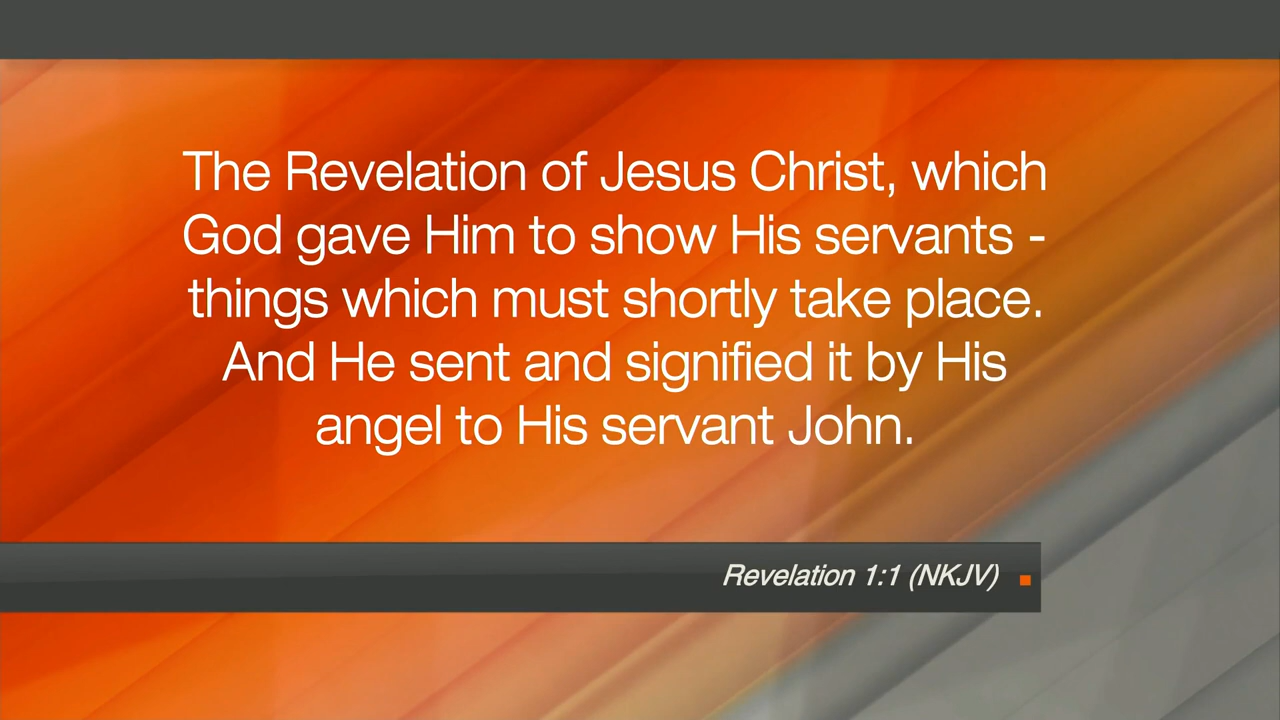 The Revelation of Jesus Christ, which
God gave Him to show His servants -
things which must shortly take place.
And He sent and signified it by His
angel to His servant John.
Revelation 1:1 (NKJV)